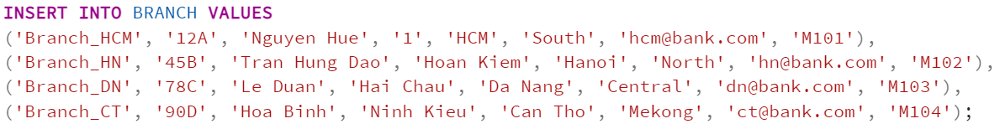 INSERT INTO BRANCH VALUES
('Branch_HCM', '12A', 'Nguyen Hue', '1', 'HCM', 'South', 'hcm@bank.com', 'M101'),
('Branch_HN', '45B', 'Tran Hung Dao', 'Hoan Kiem', 'Hanoi', 'North', 'hn@bank.com', 'M102'),
('Branch_DN', '78C', 'Le Duan', 'Hai Chau', 'Da Nang', 'Central', 'dn@bank.com', 'M103'),
('Branch_CT', '90D', 'Hoa Binh', 'Ninh Kieu', 'Can Tho', 'Mekong', 'ct@bank.com', 'M104');